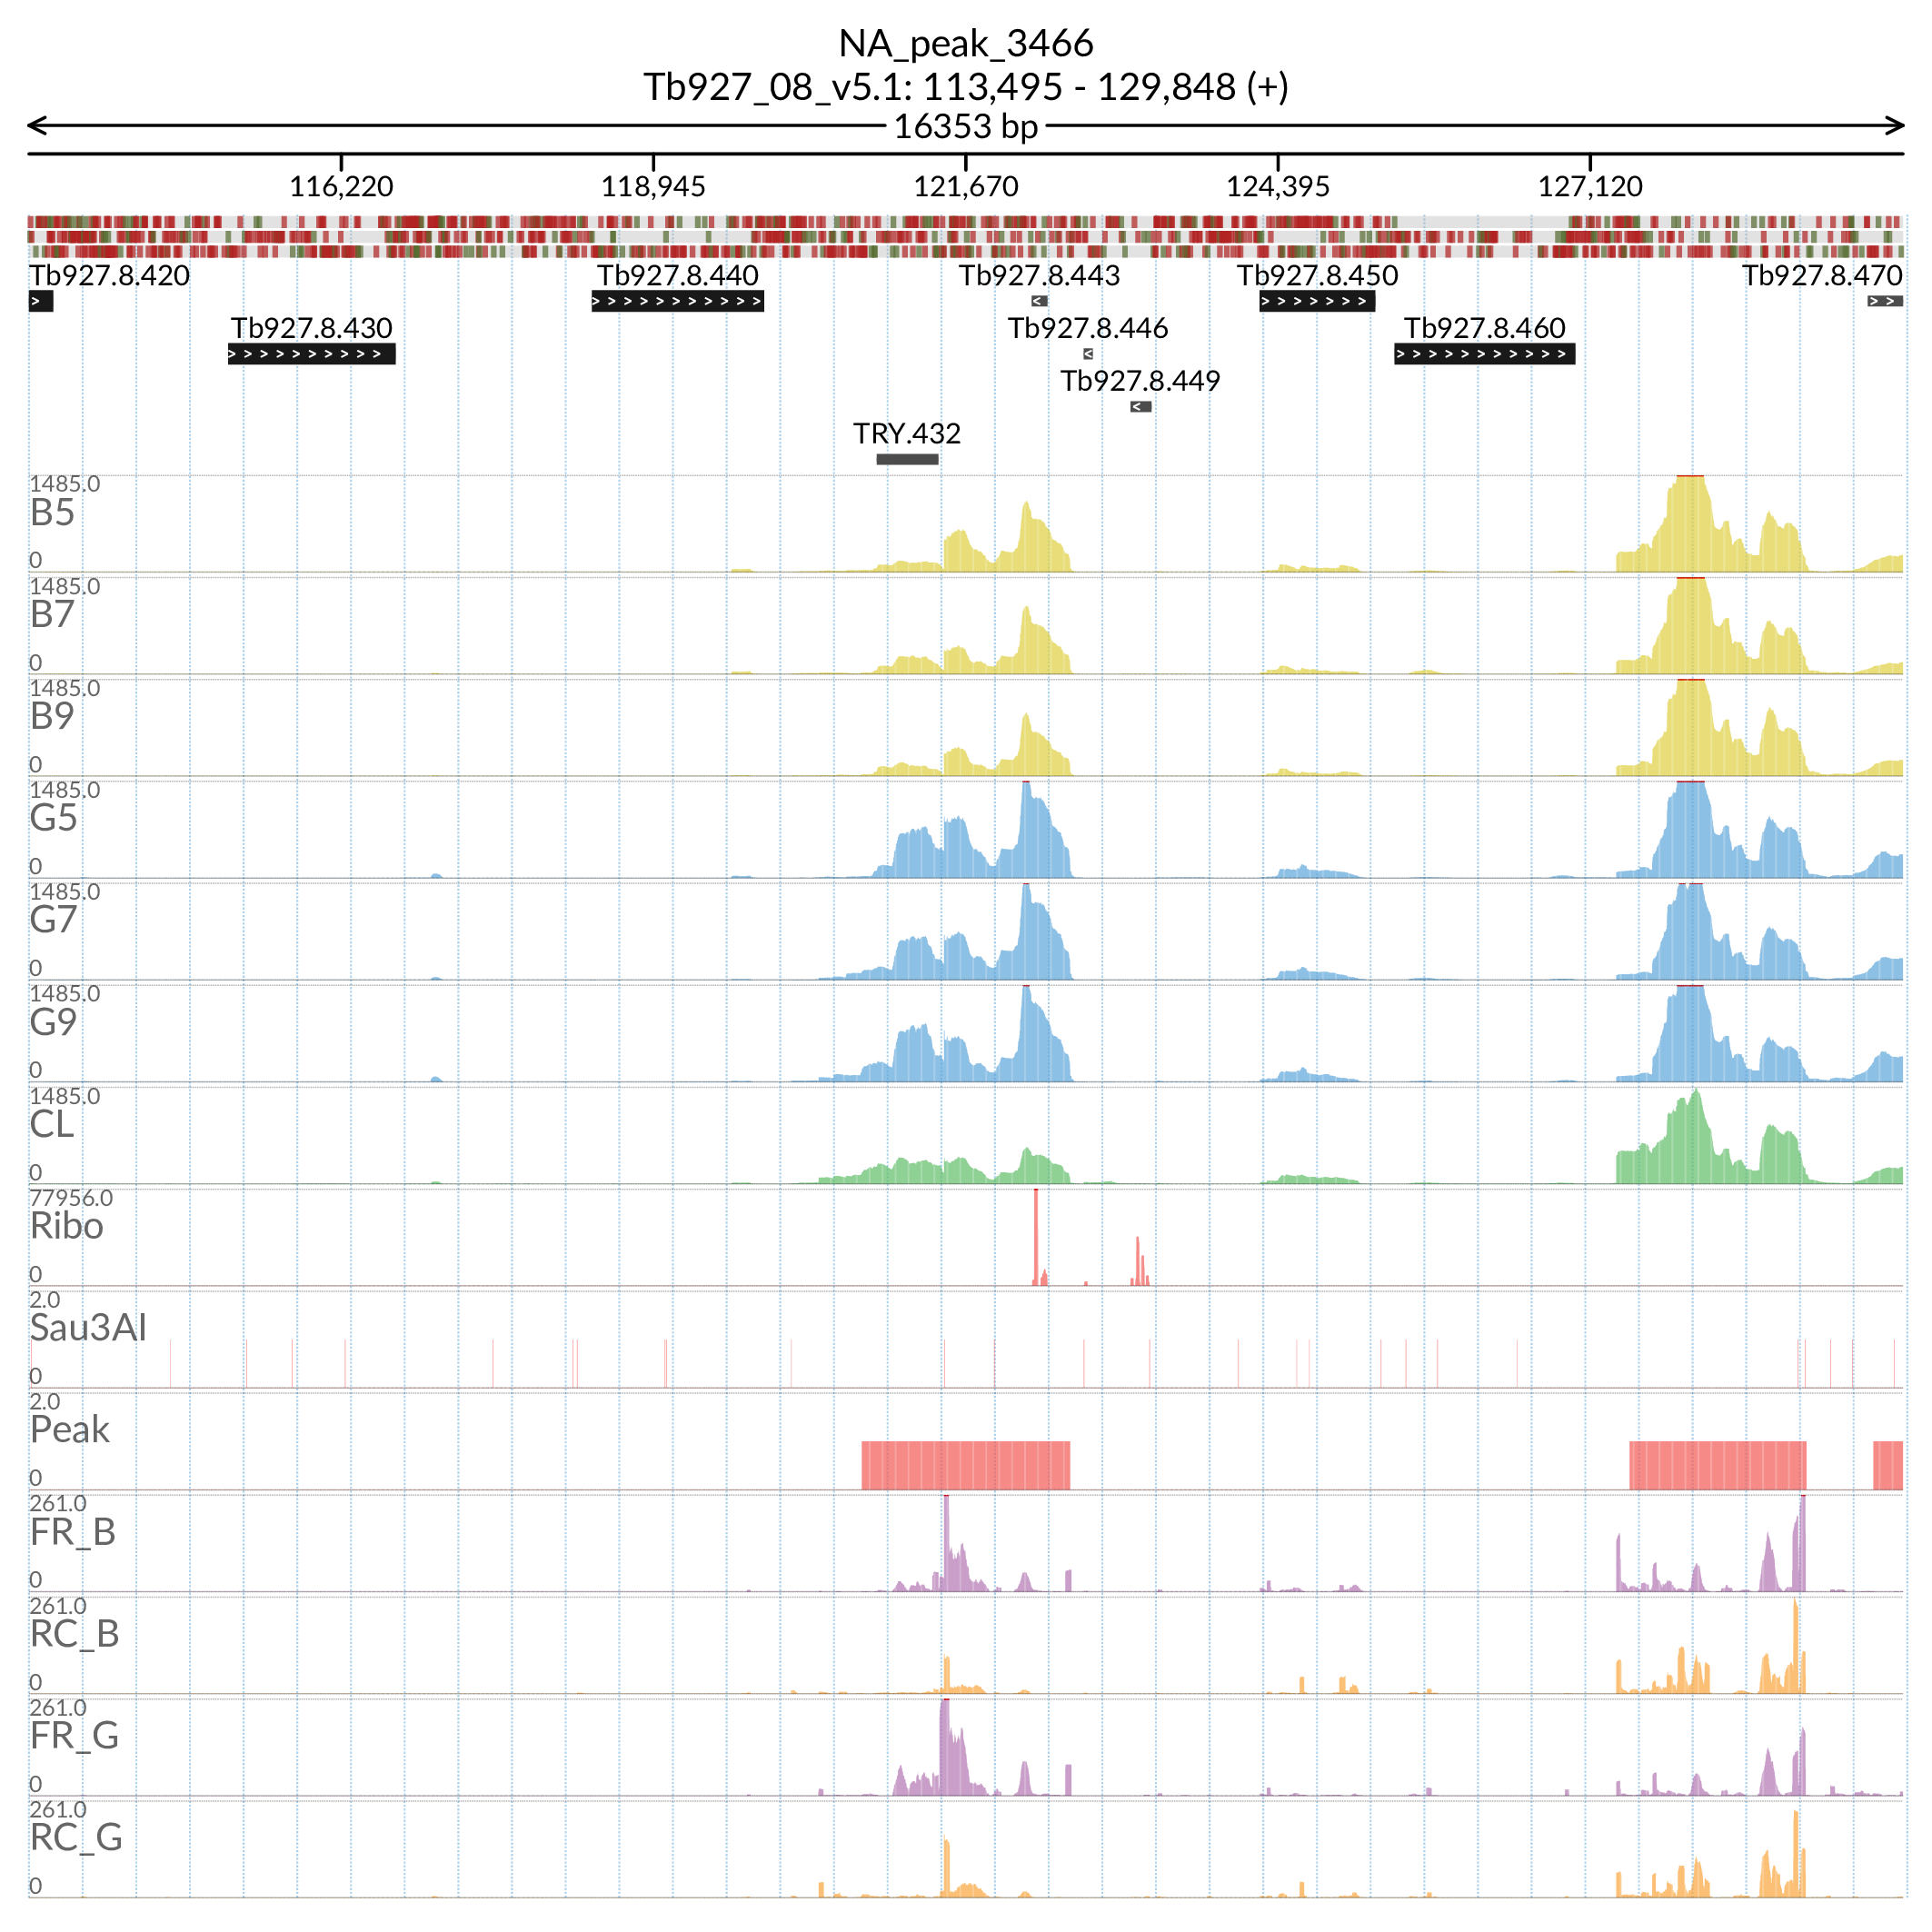 NA_peak_3466
Tb927_08_v5.1: 113,495 - 129,848 (+)
16353 bp
116,220 118,945 121,670 124,395 127,120
Tb927.8.420 Tb927.8.440 Tb927.8.443 Tb927.8.450 Tb927.8.470
Tb927.8.430 Tb927.8.446 Tb927.8.460
Tb927.8.449
TRY.432
1485.0
B5
0
1485.0
B7
0
1485.0
B9
0
1485.0
G5
0
1485.0
G7
0
1485.0
G9
0
1485.0
CL
0
77956.0
Ribo
0
2.0
Sau3AI
0
2.0
Peak
0
261.0
FR_B
0
261.0
RC_B
0
261.0
FR_G
0
261.0
RC_G
0